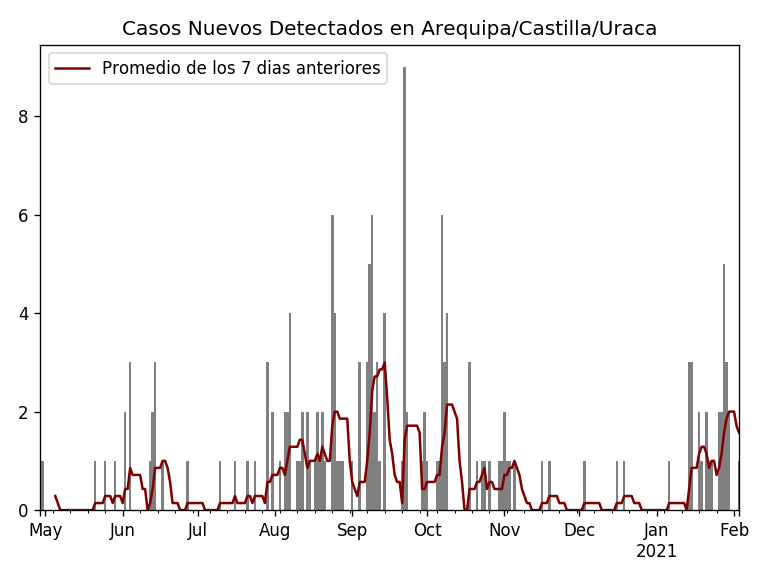 Casos Nuevos Detectados en Arequipa/Castilla/Uraca
Promedio de los 7 dias anteriores
8
6
4
2
0
May Jun Jul Aug Sep Oct Nov Dec Jan Feb
2021